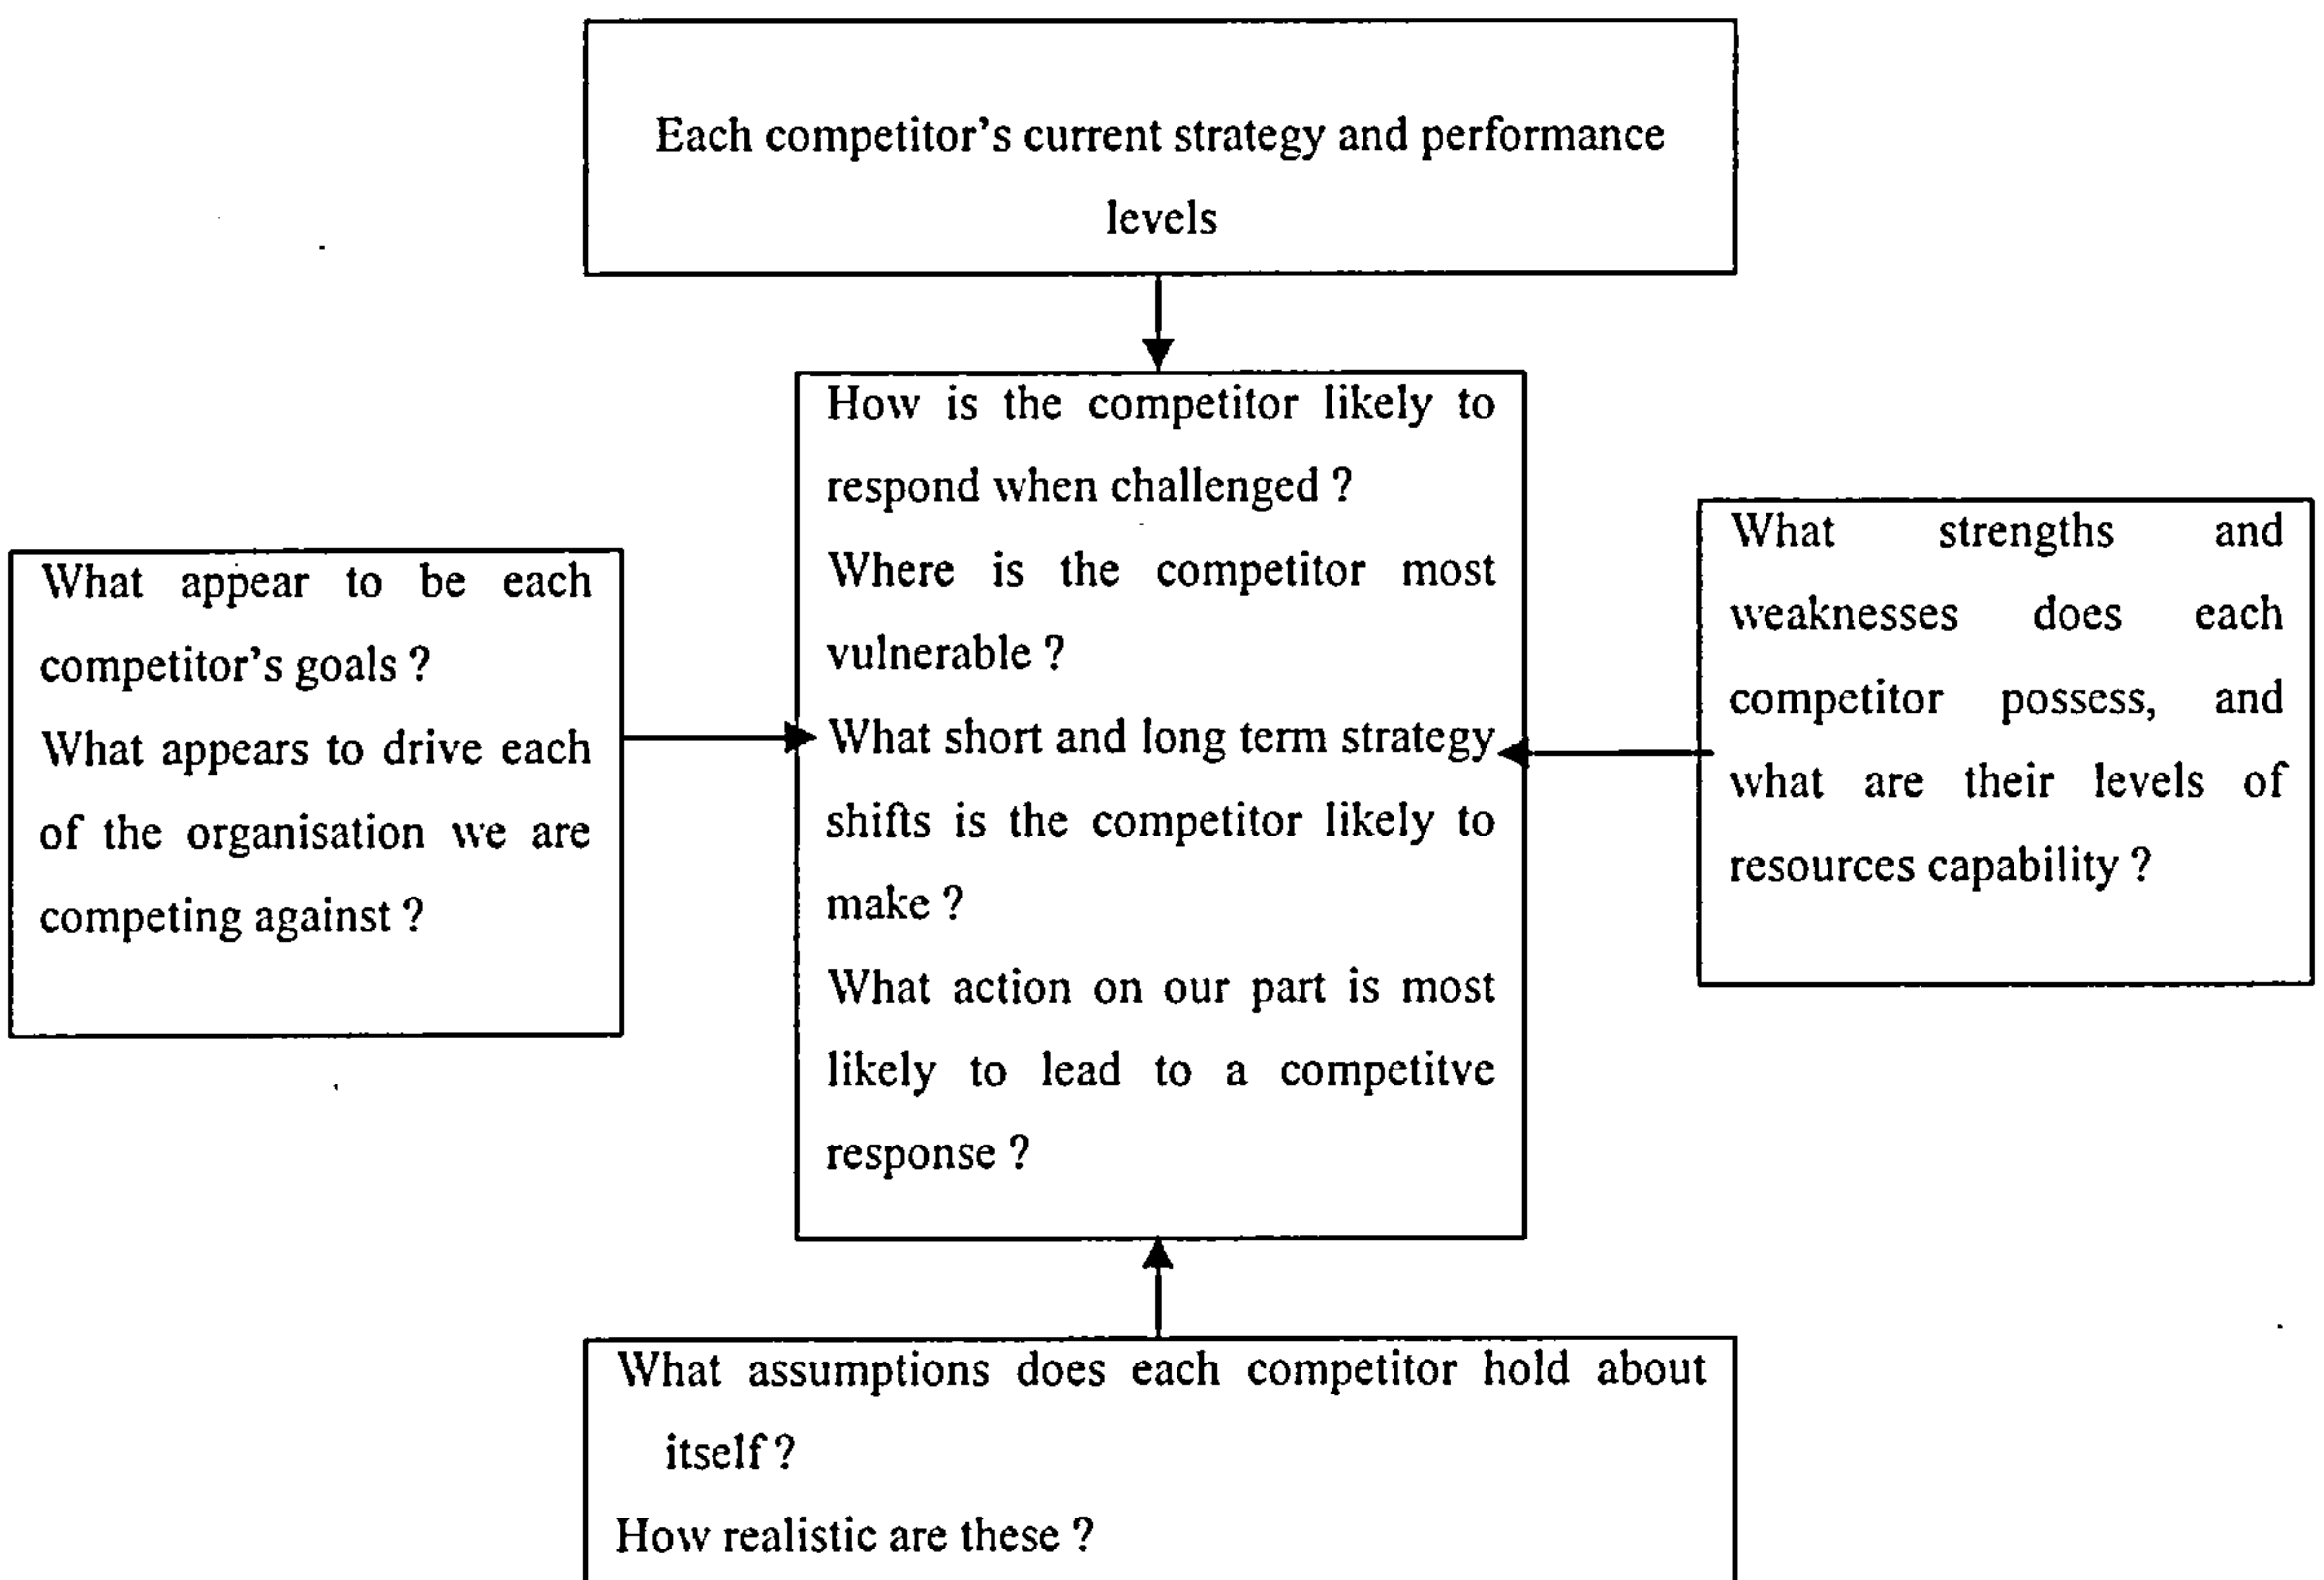 Each competitor's current strategy and performance
levels
How is the competitor likely to
respond when challenged ?
Where is the competitor most
vulnerable ?
What short and long term strategy
shifts is the competitor likely to
make ?
What action on our part is most
likely to lead to a competitve
response ?
What appear to be each
competitor's goals ?
What appears to drive each
of the organisation we are
competing against ?
What strengths and
weaknesses does each
competitor possess, and
what are their levels of
resources capability ?
What assumptions does each competitor hold about
itself ?
How realistic are these ?